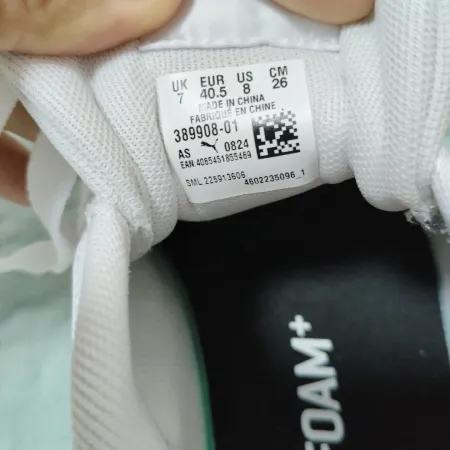 UK EUR US CM
7 40.5 8 26
MADE IN CHINA
FABRIQUÉ EN CHINE
389908-01
AS 0824
EAN:4065451855469
SML 225913606 4602235096_1
FOAM+